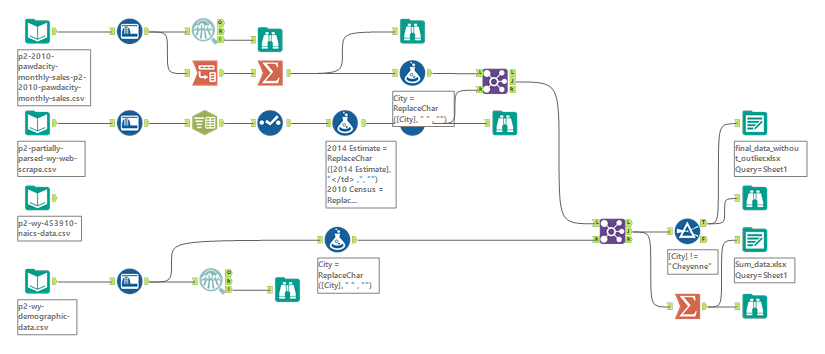 O
R
I
p2-2010-
pawdacity-
monthly-sales-p2-
2010-pawdacity-
monthly-sales.csv
L
R
L
J
R
City =
ReplaceChar
([City], " " , "")
p2-partially-
parsed-wy-web-
scrape.csv
2014 Estimate =
ReplaceChar
([2014 Estimate],
"</td> ,", "")
2010 Census =
Replac...
final_data_withou
t_outlier.xlsx
Query=Sheet1
p2-wy-453910-
naics-data.csv
L
R
L
J
R
T
F
[City] !=
"Cheyenne"
Sum_data.xlsx
Query=Sheet1
City =
ReplaceChar
([City], " " , "")
O
R
I
p2-wy-
demographic-
data.csv